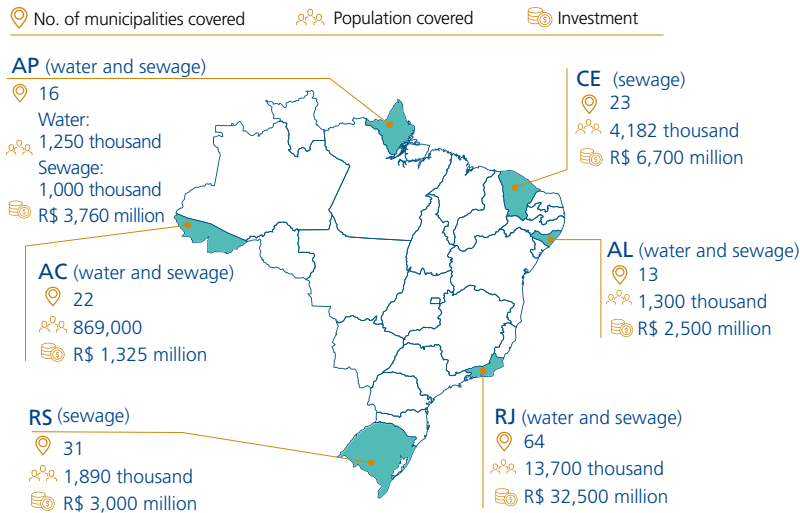 No. of municipalities covered
Population covered
Investment
AP (water and sewage)
16
Water:
1,250 thousand
Sewage:
1,000 thousand
R$ 3,760 million
CE (sewage)
23
4,182 thousand
R$ 6,700 million
AC (water and sewage)
22
869,000
R$ 1,325 million
AL (water and sewage)
13
1,300 thousand
R$ 2,500 million
RS (sewage)
31
1,890 thousand
R$ 3,000 million
RJ (water and sewage)
64
13,700 thousand
R$ 32,500 million